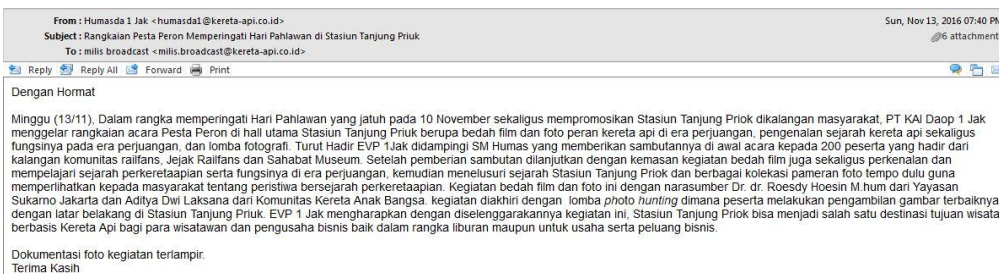 From : Humasda 1 Jak <humasda1@kereta-api.co.id>
Sun, Nov 13, 2016 07:40 PM
Subject : Rangkaian Pesta Peron Memperingati Hari Pahlawan di Stasiun Tanjung Priuk
6 attachment
To : milis broadcast <milis.broadcast@kereta-api.co.id>
Reply Reply All Forward Print
Dengan Hormat
Minggu (13/11), Dalam rangka memperingati Hari Pahlawan yang jatuh pada 10 November sekaligus mempromosikan Stasiun Tanjung Priok dikalangan masyarakat, PT KAI Daop 1 Jak
menggelar rangkaian acara Pesta Peron di hall utama Stasiun Tanjung Priuk berupa bedah film dan foto peran kereta api di era perjuangan, pengenalan sejarah kereta api sekaligus
fungsinya pada era perjuangan, dan lomba fotografi. Turut Hadir EVP 1Jak didampingi SM Humas yang memberikan sambutannya di awal acara kepada 200 peserta yang hadir dari
kalangan komunitas railfans, Jejak Railfans dan Sahabat Museum. Setelah pemberian sambutan dilanjutkan dengan kemasan kegiatan bedah film juga sekaligus perkenalan dan
mempelajari sejarah perkeretaapian serta fungsinya di era perjuangan, kemudian menelusuri sejarah Stasiun Tanjung Priok dan berbagai kolekasi pameran foto tempo dulu guna
memperlihatkan kepada masyarakat tentang peristiwa bersejarah perkeretaapian. Kegiatan bedah film dan foto ini dengan narasumber Dr. dr. Roesdy Hoesin M.hum dari Yayasan
Sukarno Jakarta dan Aditya Dwi Laksana dari Komunitas Kereta Anak Bangsa. kegiatan diakhiri dengan lomba photo hunting dimana peserta melakukan pengambilan gambar terbaiknya
dengan latar belakang di Stasiun Tanjung Priuk. EVP 1 Jak mengharapkan dengan diselenggarakannya kegiatan ini, Stasiun Tanjung Priok bisa menjadi salah satu destinasi tujuan wisata
berbasis Kereta Api bagi para wisatawan dan pengusaha bisnis baik dalam rangka liburan maupun untuk usaha serta peluang bisnis.
Dokumentasi foto kegiatan terlampir.
Terima Kasih